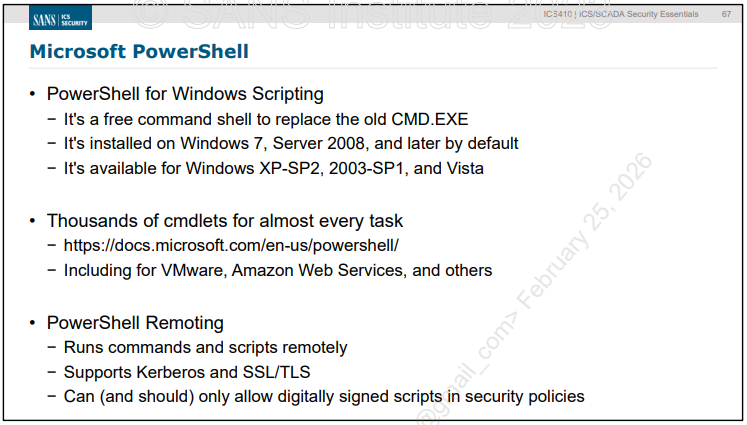 © SANS Institute 2026
SANS ICS SECURITY
ICS410 | ICS/SCADA Security Essentials 67
Microsoft PowerShell
• PowerShell for Windows Scripting
− It's a free command shell to replace the old CMD.EXE
− It's installed on Windows 7, Server 2008, and later by default
− It's available for Windows XP-SP2, 2003-SP1, and Vista
• Thousands of cmdlets for almost every task
− https://docs.microsoft.com/en-us/powershell/
− Including for VMware, Amazon Web Services, and others
• PowerShell Remoting
− Runs commands and scripts remotely
− Supports Kerberos and SSL/TLS
− Can (and should) only allow digitally signed scripts in security policies
@gmail_com> February 25, 2026